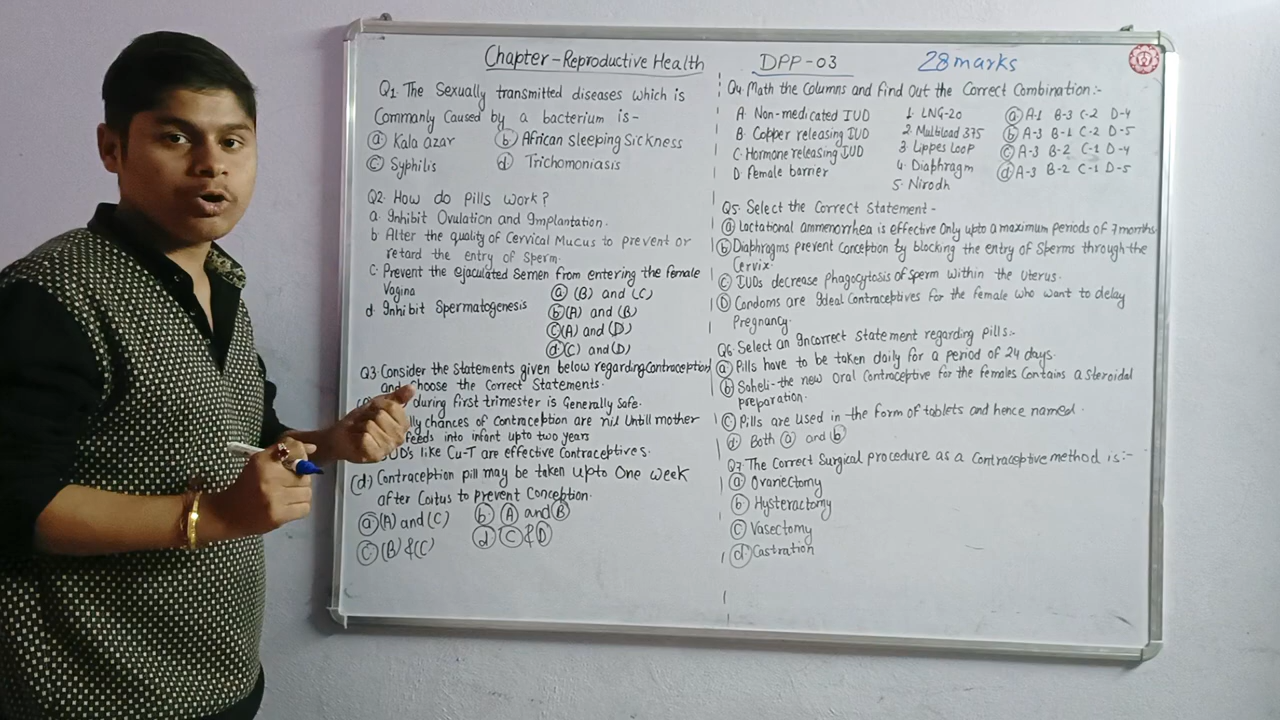 Chapter - Reproductive Health
DPP-03
28 marks
Q1. The Sexually transmitted diseases which is
Commonly Caused by a bacterium is-
(a) Kala azar (b) African sleeping Sickness
(c) Syphilis (d) Trichomoniasis
Q2. How do Pills Work?
a. Inhibit Ovulation and Implantation.
b Alter the quality of Cervical Mucus to prevent or
retard the entry of Sperm.
C. Prevent the ejaculated Semen from entering the female
Vagina
d. Inhibit Spermatogenesis
(a) (B) and (C)
(b) (A) and (B)
(C) (A) and (D)
(d) (C) and (D)
Q3 Consider the Statements given below regarding Contraception
and Choose the Correct Statements.
during first trimester is Generally Safe.
chances of Contraception are nil Until mother
feeds into infant upto two years
like Cu-T are effective Contraceptives.
(d) Contraception pill may be taken Upto One week
after Coitus to prevent Conception.
(a) (A) and (C) (b) (A) and (B)
(C) (B) & (C) (d) (C) & (D)
Q4 Math the Columns and find Out the Correct Combination:-
A. Non-medicated IUD 1. LNG-20 (a) A-1 B-3 C-2 D-4
B. Copper releasing IUD 2. Multiload 375 (b) A-3 B-1 C-2 D-5
C. Hormone releasing IUD 3. Lippes Loop (C) A-3 B-2 C-1 D-4
D. Female barrier 4. Diaphragm (d) A-3 B-2 C-1 D-5
5. Nirodh
Q5. Select the Correct Statement-
(a) Lactational ammenorrhea is effective Only upto a maximum periods of 7 months
(b) Diaphragms prevent Conception by blocking the entry of Sperms through the
Cervix.
(C) IUDs decrease phagocytosis of sperm within the Uterus.
(D) Condoms are Ideal Contraceptives for the female who want to delay
Pregnancy.
Q6. Select an Incorrect Statement regarding pills:-
(a) Pills have to be taken daily for a period of 24 days.
(b) Saheli- the new Oral Contraceptive for the females Contains a Steroidal
preparation.
(C) Pills are used in the form of tablets and hence named.
(d) Both (a) and (b)
Q7. The Correct Surgical procedure as a Contraceptive method is:-
(a) Ovariectomy
(b) Hysteractomy
(C) Vasectomy
(d) Castration